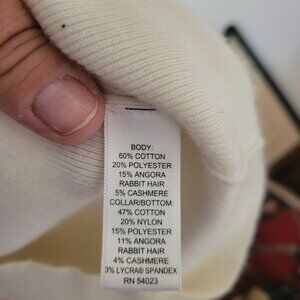 BODY:
60% COTTON
20% POLYESTER
15% ANGORA
RABBIT HAIR
5% CASHMERE
COLLAR/BOTTOM:
47% COTTON
20% NYLON
15% POLYESTER
11% ANGORA
RABBIT HAIR
4% CASHMERE
3% LYCRA® SPANDEX
RN 54023